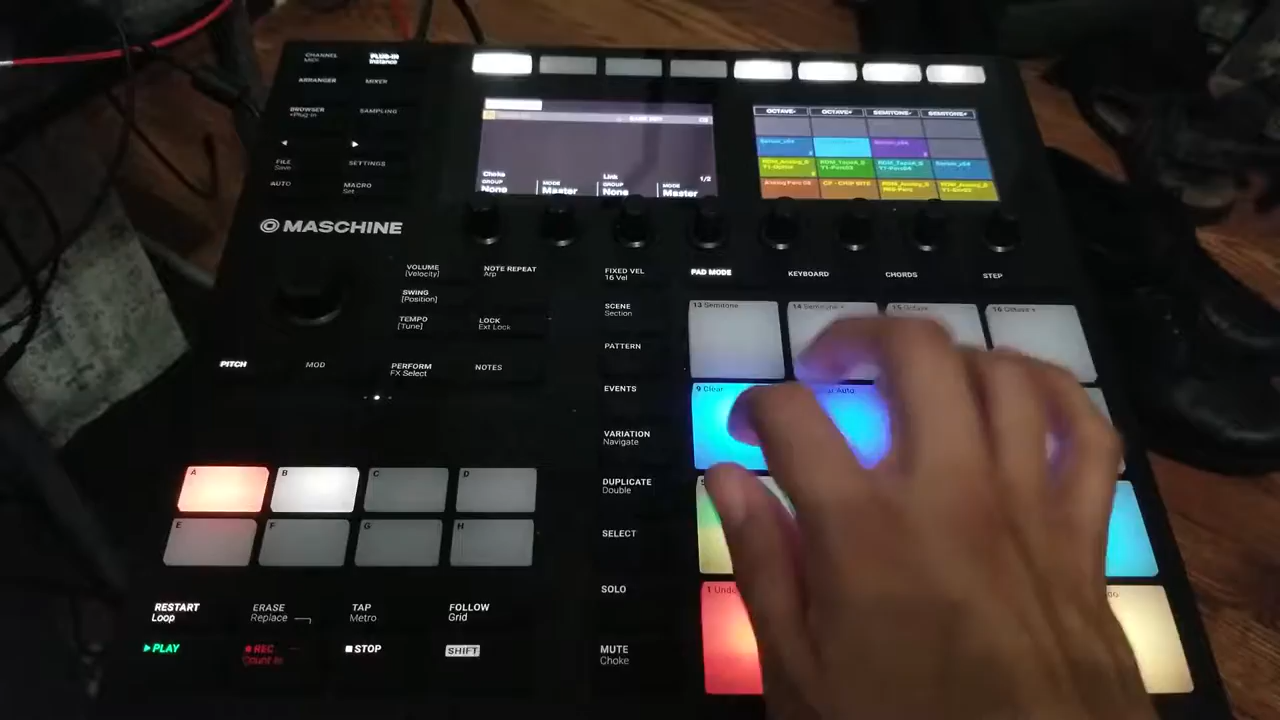 CHANNEL
MIDI
PLUG-IN
Instance
ARRANGER
MIXER
BROWSER
+Plug-in
SAMPLING
FILE
Save
SETTINGS
AUTO
MACRO
Set
MASCHINE
Choke
GROUP
None
MODE
Master
Link
GROUP
None
1/2
MODE
Master
OCTAVE-
OCTAVE+
SEMITONE-
SEMITONE+
VOLUME
[Velocity]
NOTE REPEAT
Arp
SWING
[Position]
TEMPO
[Tune]
LOCK
Ext Lock
PITCH
MOD
PERFORM
FX Select
NOTES
FIXED VEL
16 Vel
PAD MODE
KEYBOARD
CHORDS
STEP
SCENE
Section
PATTERN
EVENTS
VARIATION
Navigate
DUPLICATE
Double
SELECT
SOLO
MUTE
Choke
13 Semitone -
14 Semitone +
15 Octave -
16 Octave +
9 Clear
Auto
1 Undo
A
B
C
D
E
F
G
H
RESTART
Loop
ERASE
Replace
TAP
Metro
FOLLOW
Grid
PLAY
REC
Count In
STOP
SHIFT